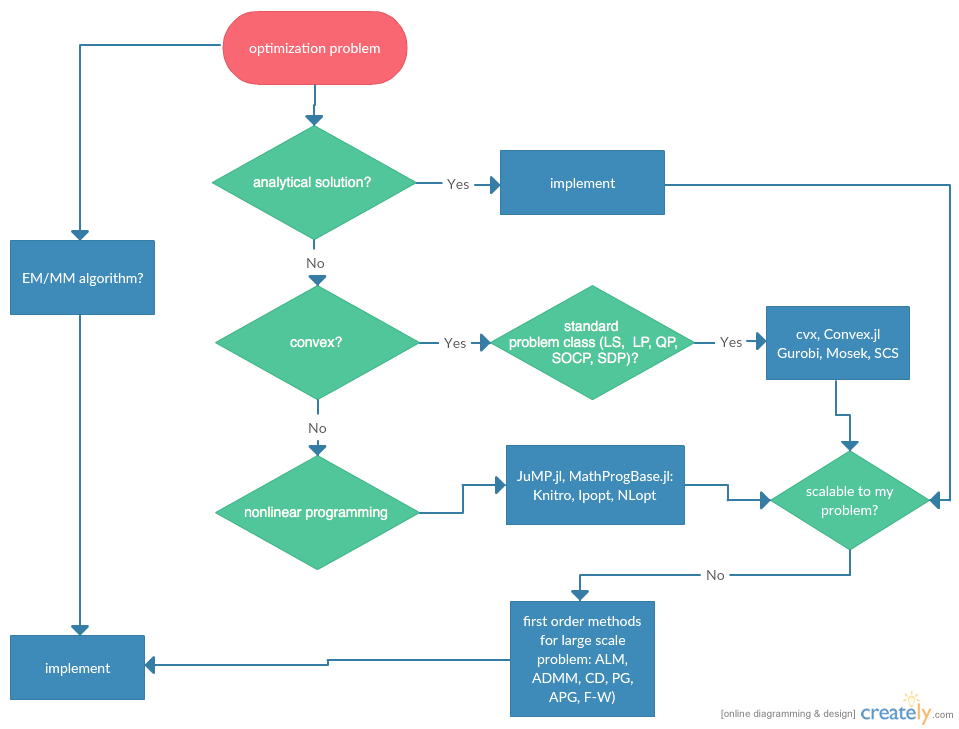 optimization problem
analytical solution?
Yes
implement
No
EM/MM algorithm?
convex?
Yes
standard
problem class (LS, LP, QP,
SOCP, SDP)?
Yes
cvx, Convex.jl
Gurobi, Mosek, SCS
No
nonlinear programming
JuMP.jl, MathProgBase.jl:
Knitro, Ipopt, NLopt
scalable to my
problem?
No
first order methods
for large scale
problem: ALM,
ADMM, CD, PG,
APG, F-W)
implement
[online diagramming & design] creately.com